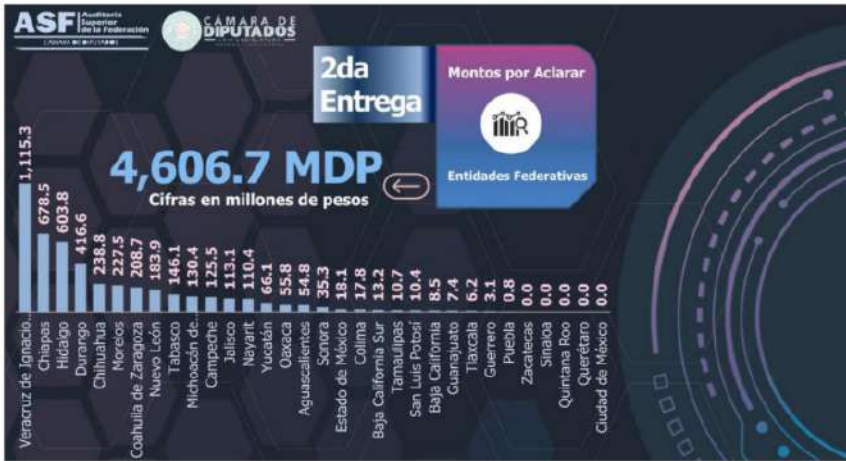 ASF Auditoría
Superior
de la Federación
CÁMARA DE DIPUTADOS
CÁMARA DE
DIPUTADOS
2da
Entrega
Montos por Aclarar
Entidades Federativas
4,606.7 MDP
Cifras en millones de pesos
1,115.3
678.5
603.8
416.6
238.8
227.5
208.7
183.9
146.1
130.4
125.5
113.1
110.4
66.1
55.8
54.8
35.3
18.1
17.8
13.2
10.7
10.4
8.5
7.4
6.2
3.1
0.8
0.0
0.0
0.0
0.0
0.0
Veracruz de Ignacio...
Chiapas
Hidalgo
Durango
Chihuahua
Morelos
Coahuila de Zaragoza
Nuevo León
Tabasco
Michoacán de...
Campeche
Jalisco
Nayarit
Yucatán
Oaxaca
Aguascalientes
Sonora
Estado de México
Colima
Baja California Sur
Tamaulipas
San Luis Potosí
Baja California
Guanajuato
Tlaxcala
Guerrero
Puebla
Zacatecas
Sinaloa
Quintana Roo
Querétaro
Ciudad de México